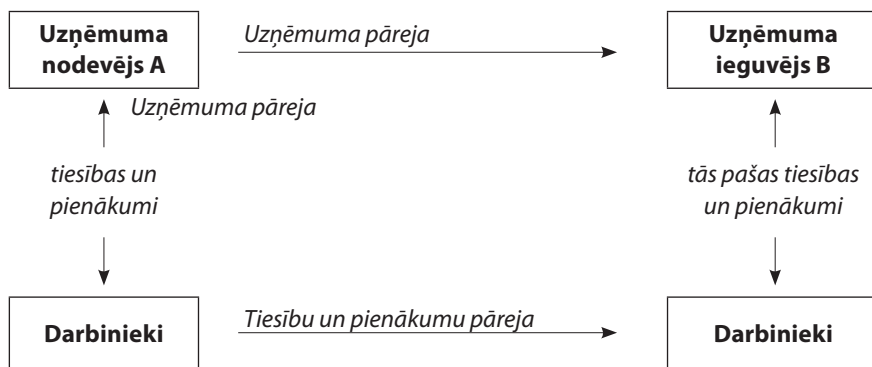 Uzņēmuma
nodevējs A
Uzņēmuma pāreja
Uzņēmuma
ieguvējs B
Uzņēmuma pāreja
tiesības un
pienākumi
tās pašas tiesības
un pienākumi
Darbinieki
Tiesību un pienākumu pāreja
Darbinieki